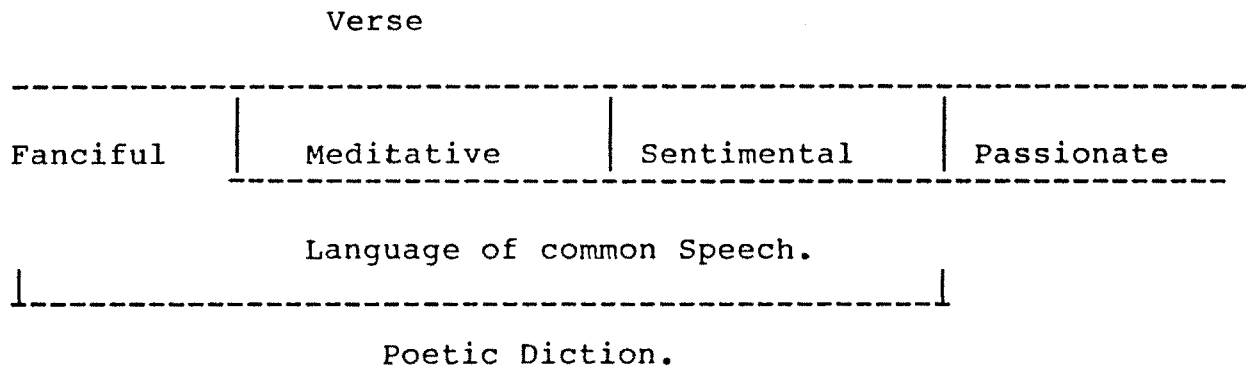 Verse
Fanciful Meditative Sentimental Passionate
Language of common Speech.
Poetic Diction.